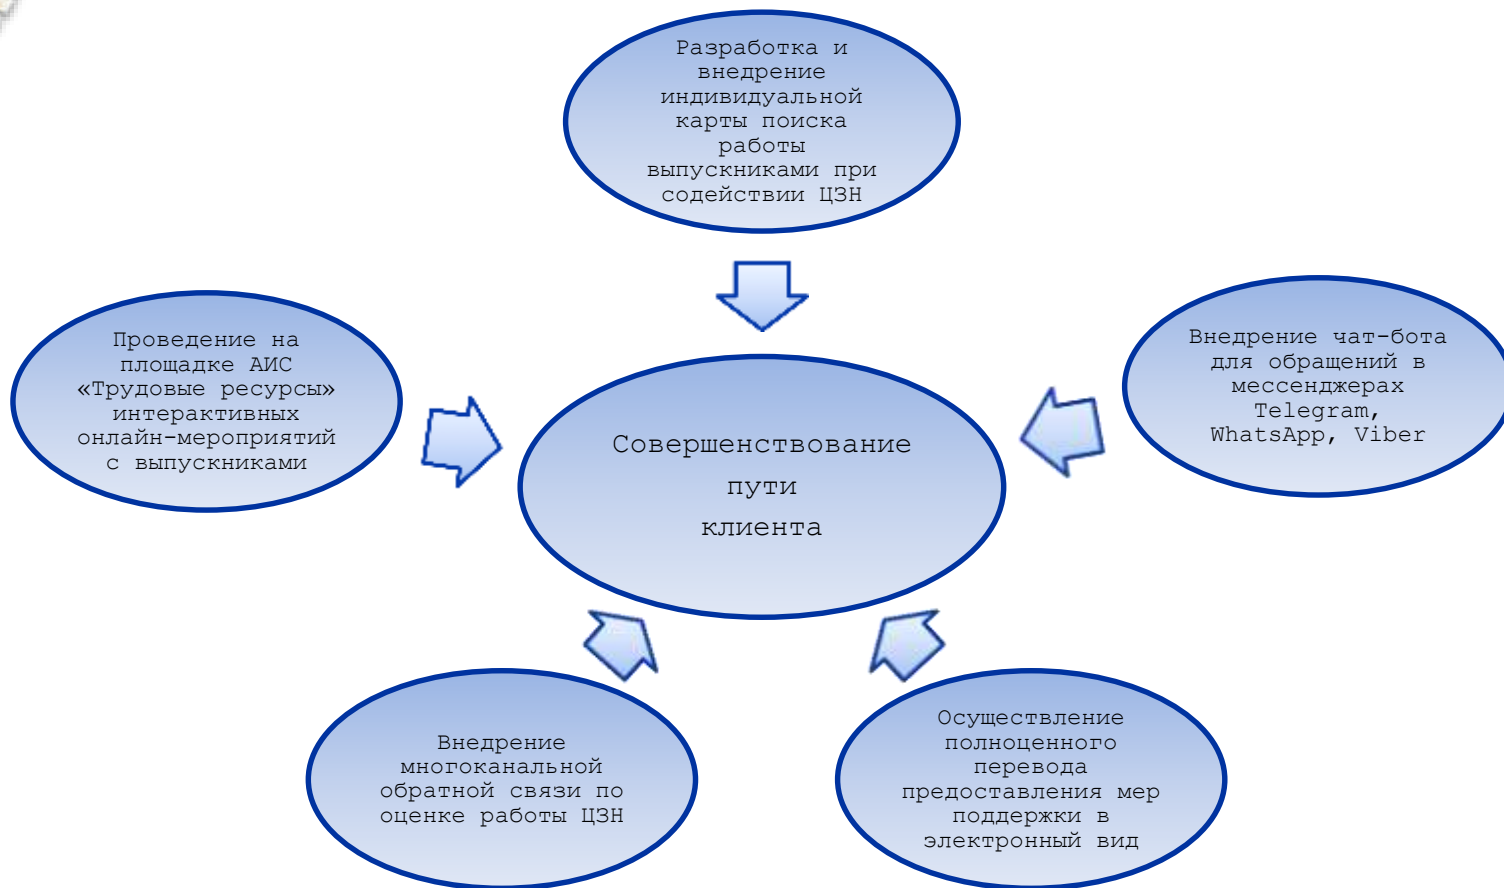 Разработка и
внедрение
индивидуальной
карты поиска
работы
выпускниками при
содействии ЦЗН
Проведение на
площадке АИС
«Трудовые ресурсы»
интерактивных
онлайн-мероприятий
с выпускниками
Внедрение чат-бота
для обращений в
мессенджерах
Telegram,
WhatsApp, Viber
Совершенствование
пути
клиента
Внедрение
многоканальной
обратной связи по
оценке работы ЦЗН
Осуществление
полноценного
перевода
предоставления мер
поддержки в
электронный вид